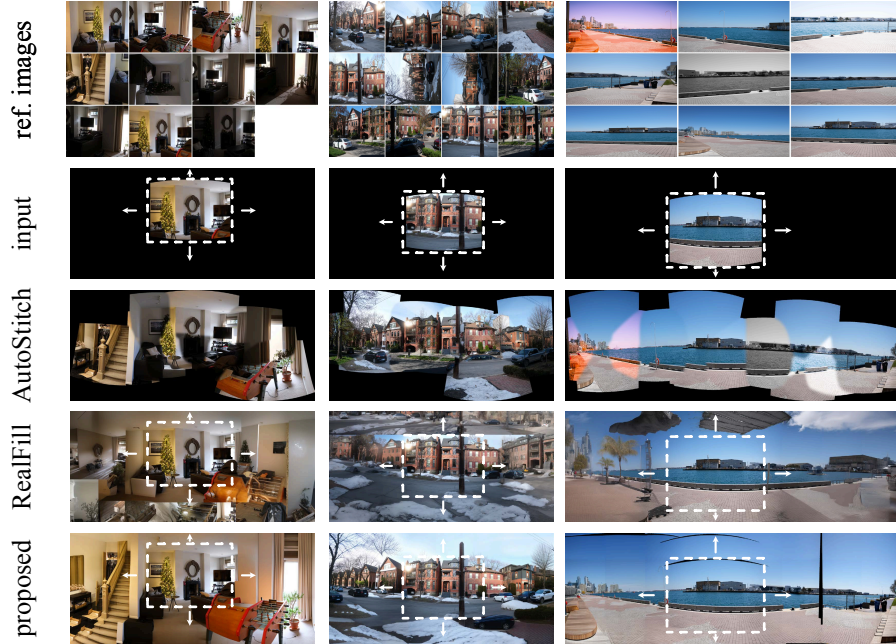 ref. images
input
AutoStitch
RealFill
proposed